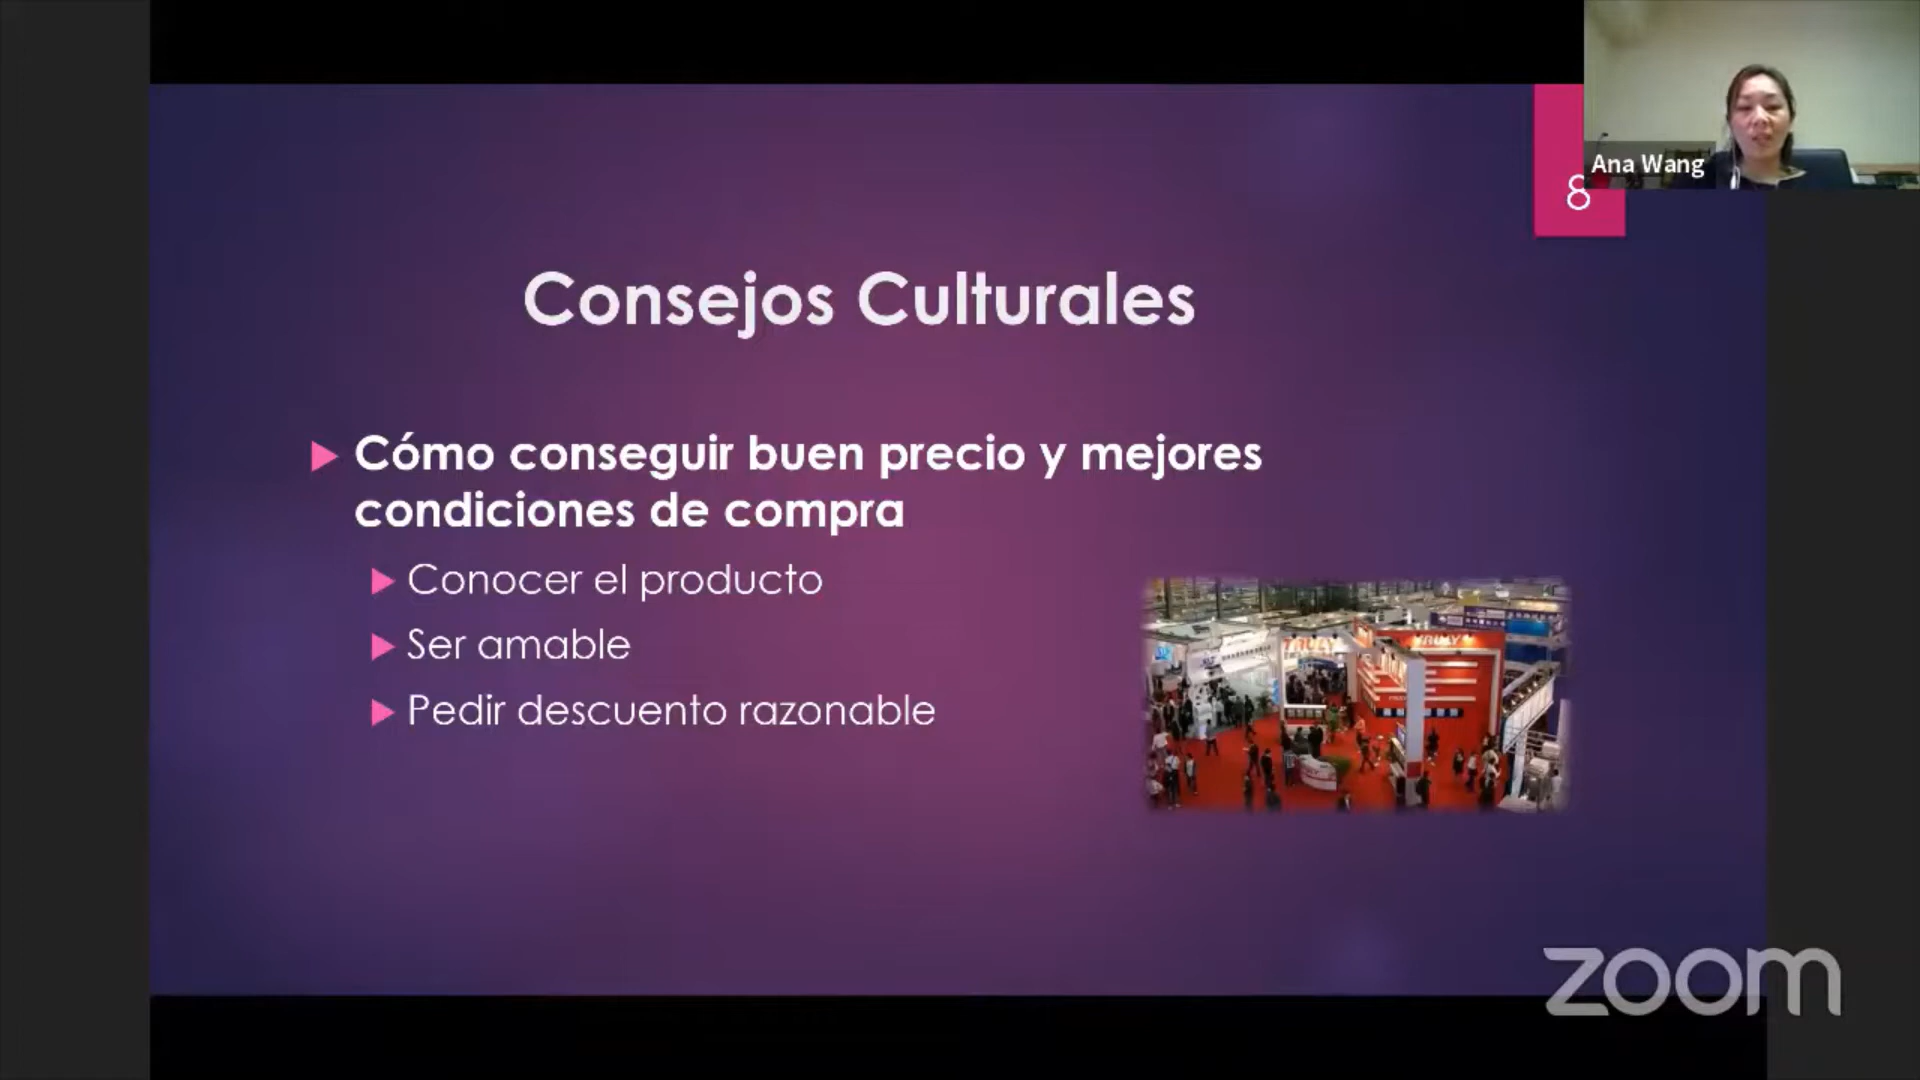 Ana Wang
8
Consejos Culturales
Cómo conseguir buen precio y mejores
condiciones de compra
Conocer el producto
Ser amable
Pedir descuento razonable
zoom